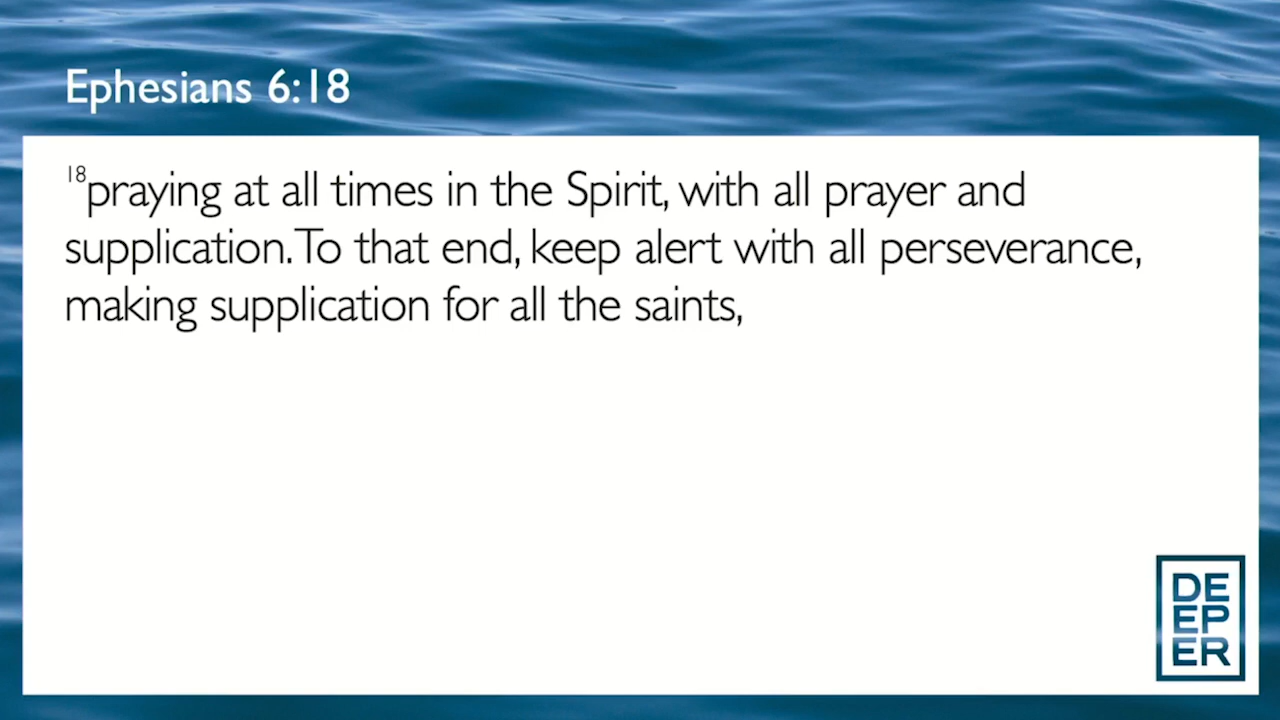 Ephesians 6:18
18praying at all times in the Spirit, with all prayer and
supplication. To that end, keep alert with all perseverance,
making supplication for all the saints,
DE
EP
ER